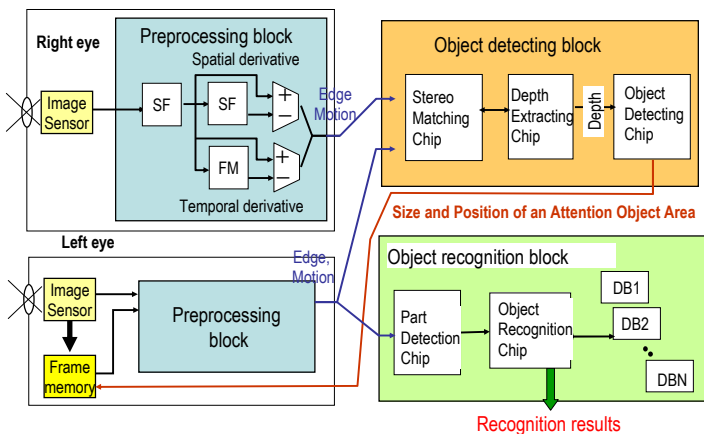 Right eye
Preprocessing block
Spatial derivative
Image
Sensor
SF
SF
+
−
FM
+
−
Temporal derivative
Edge
Motion
Object detecting block
Stereo
Matching
Chip
Depth
Extracting
Chip
Depth
Object
Detecting
Chip
Size and Position of an Attention Object Area
Left eye
Image
Sensor
Frame
memory
Preprocessing
block
Edge,
Motion
Object recognition block
Part
Detection
Chip
Object
Recognition
Chip
DB1
DB2
DBN
Recognition results